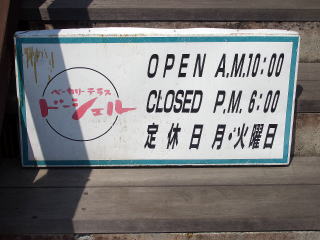 ベーカリーテラス
ドーシェル
OPEN A.M.10:00
CLOSED P.M.6:00
定休日月・火曜日